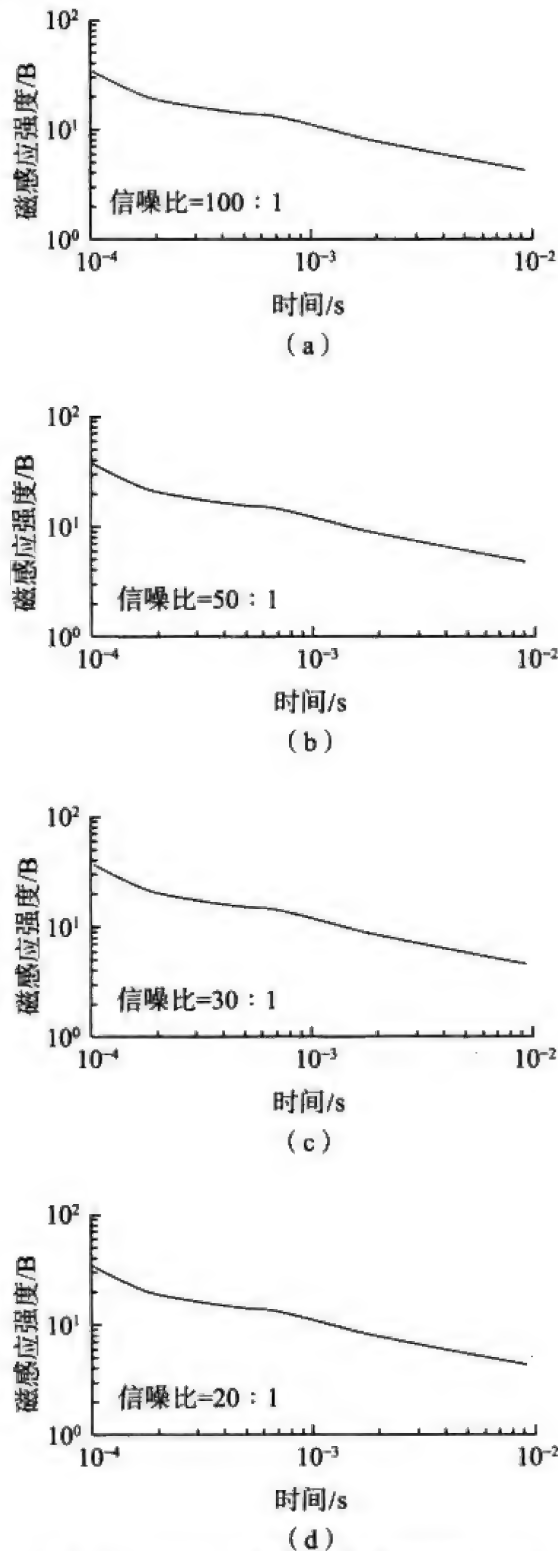 10²
10¹
10⁰
磁感应强度/B
信噪比=100：1
10⁻⁴
10⁻³
10⁻²
时间/s
（a）
10²
10¹
10⁰
磁感应强度/B
信噪比=50：1
10⁻⁴
10⁻³
10⁻²
时间/s
（b）
10²
10¹
10⁰
磁感应强度/B
信噪比=30：1
10⁻⁴
10⁻³
10⁻²
时间/s
（c）
10²
10¹
10⁰
磁感应强度/B
信噪比=20：1
10⁻⁴
10⁻³
10⁻²
时间/s
（d）